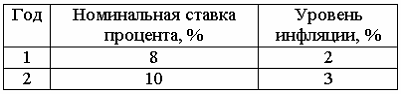 Год Номинальная ставка Уровень
процента, % инфляции, %
1 8 2
2 10 3